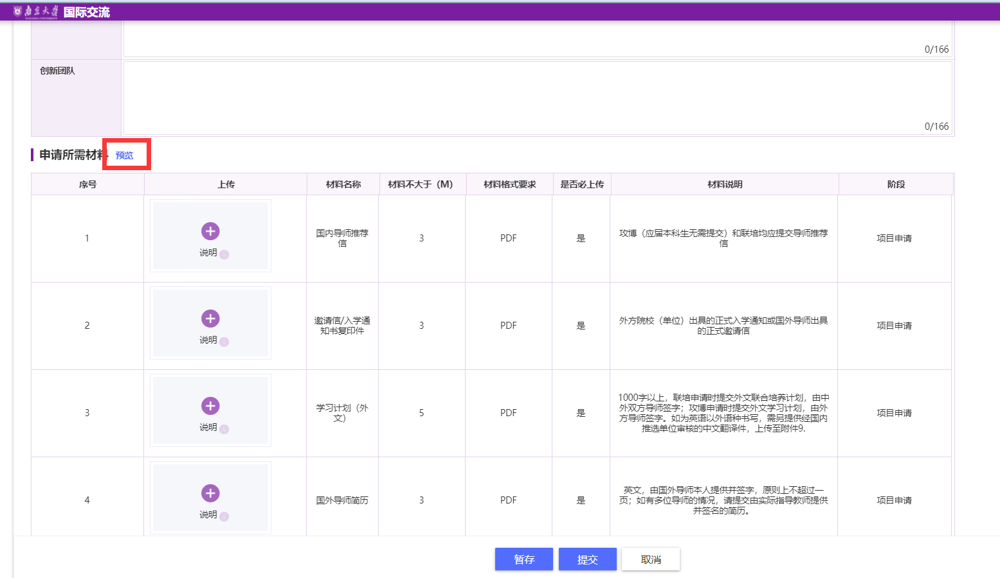 南京大学 国际交流
NANJING UNIVERSITY
0/166
创新团队
0/166
申请所需材料 预览
序号 上传 材料名称 材料不大于（M） 材料格式要求 是否必上传 材料说明 阶段
1
说明
国内导师推荐
信
3
PDF
是
攻博（应届本科生无需提交）和联培均应提交导师推荐
信
项目申请
2
说明
邀请信/入学通
知书复印件
3
PDF
是
外方院校（单位）出具的正式入学通知或国外导师出具
的正式邀请信
项目申请
3
说明
学习计划（外
文）
5
PDF
是
1000字以上，联培申请时提交外文联合培养计划，由中
外双方导师签字；攻博申请时提交外文学习计划，由外
方导师签字。如为英语以外语种书写，需另提供经国内
推选单位审核的中文翻译件，上传至附件9.
项目申请
4
说明
国外导师简历
3
PDF
是
英文，由国外导师本人提供并签字，原则上不超过一
页；如有多位导师的情况，请提交由实际指导教师提供
并签名的简历。
项目申请
暂存 提交 取消